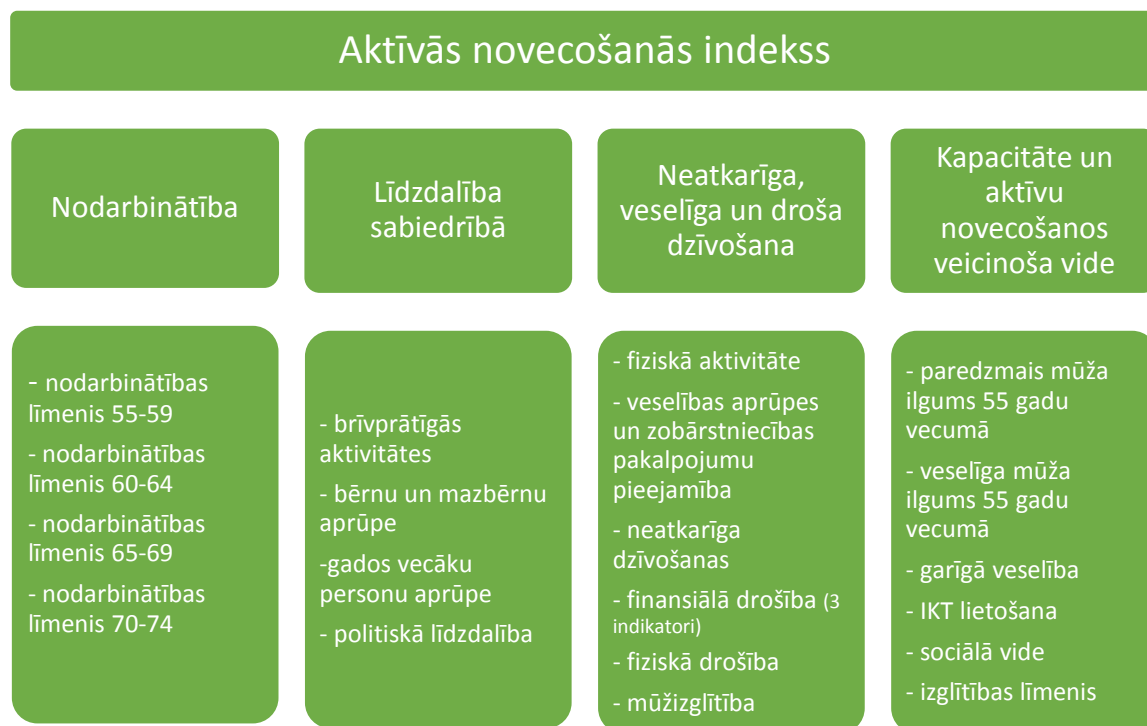 Aktīvās novecošanās indekss
Nodarbinātība
Līdzdalība
sabiedrībā
Neatkarīga,
veselīga un droša
dzīvošana
Kapacitāte un
aktīvu
novecošanos
veicinoša vide
- nodarbinātības
līmenis 55-59
- nodarbinātības
līmenis 60-64
- nodarbinātības
līmenis 65-69
- nodarbinātības
līmenis 70-74
- brīvprātīgās
aktivitātes
- bērnu un mazbērnu
aprūpe
-gados vecāku
personu aprūpe
- politiskā līdzdalība
- fiziskā aktivitāte
- veselības aprūpes
un zobārstniecības
pakalpojumu
pieejamība
- neatkarīga
dzīvošanas
- finansiālā drošība (3
indikatori)
- fiziskā drošība
- mūžizglītība
- paredzmais mūža
ilgums 55 gadu
vecumā
- veselīga mūža
ilgums 55 gadu
vecumā
- garīgā veselība
- IKT lietošana
- sociālā vide
- izglītības līmenis